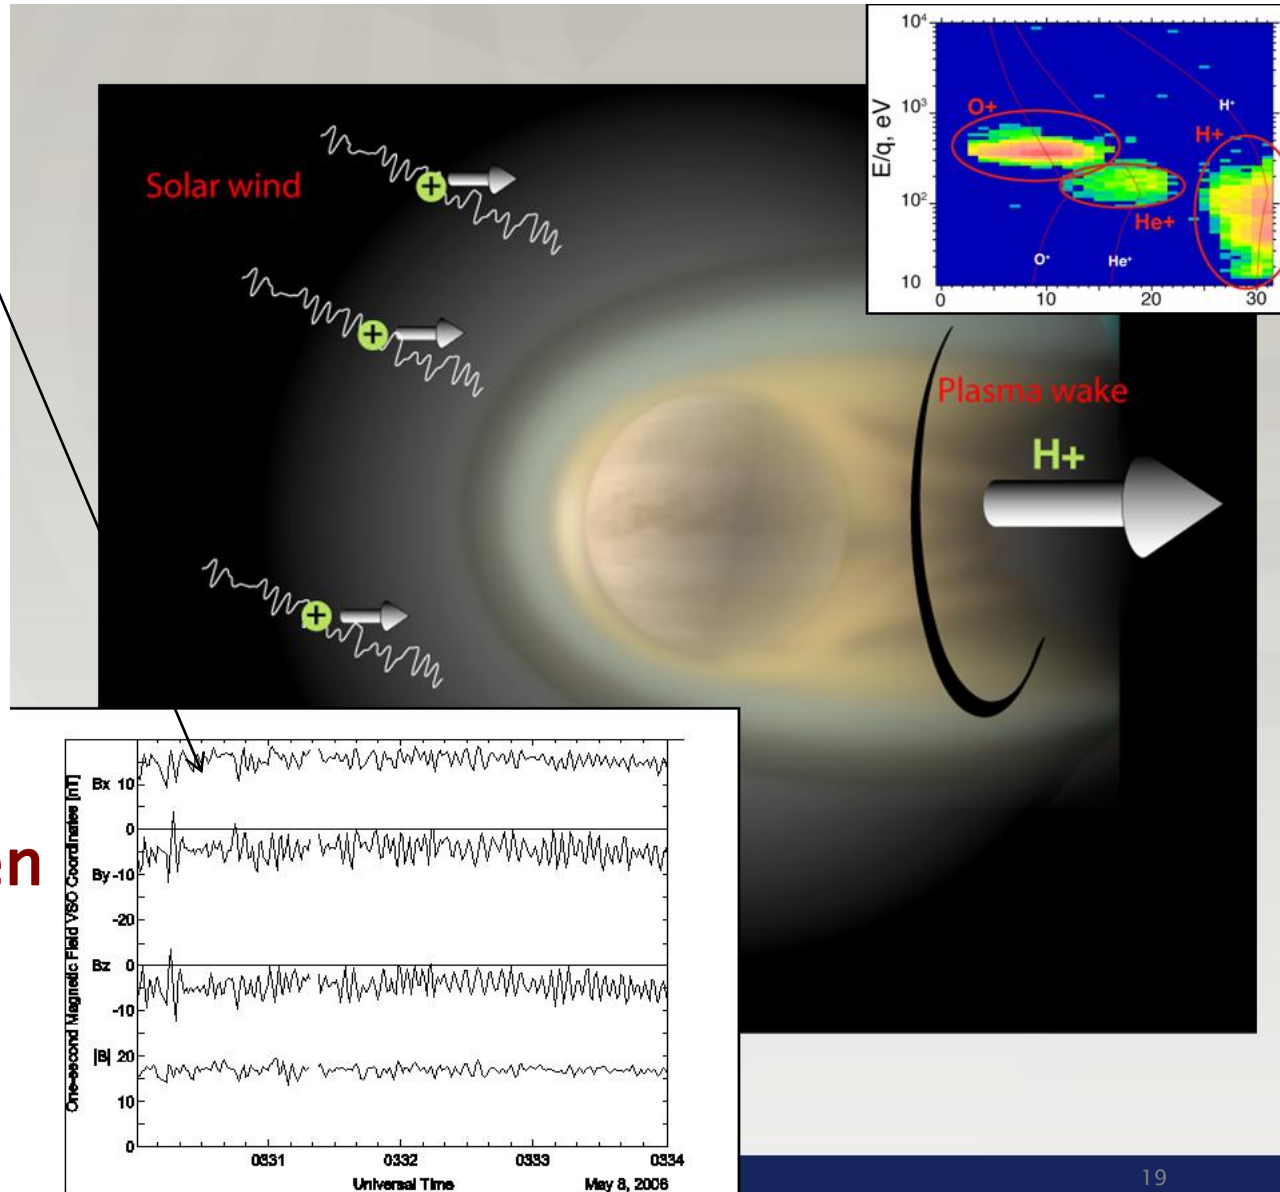 10⁴
10³
10²
10
E/q, eV
O+
He+
H+
H⁺
O⁺
He⁺
0
10
20
30
Solar wind
+
+
+
Plasma wake
H+
en
One-second Magnetic Field VSO Coordinates [nT]
Bx 10
0
By -10
-20
Bz 0
-10
|B| 20
10
0
0331 0332 0333 0334
Universal Time May 8, 2006
19